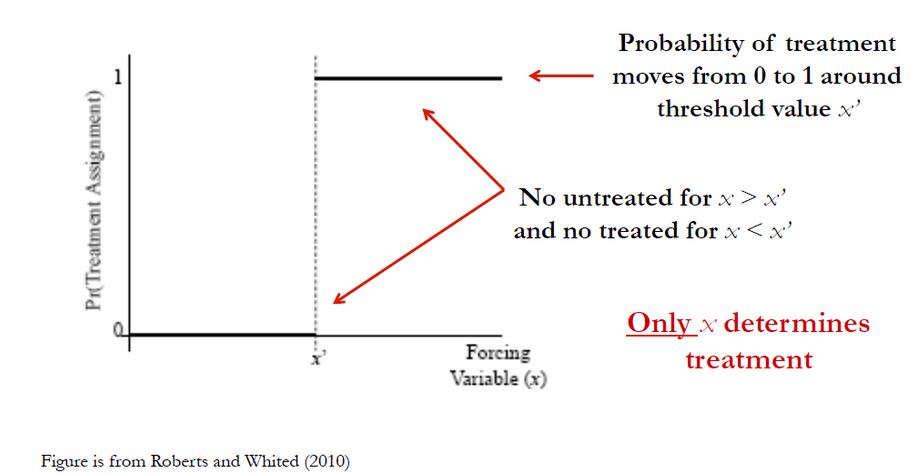 Probability of treatment
moves from 0 to 1 around
threshold value x’
1
Pr(Treatment Assignment)
No untreated for x > x’
and no treated for x < x’
Only x determines
treatment
0
x’
Forcing
Variable (x)
Figure is from Roberts and Whited (2010)